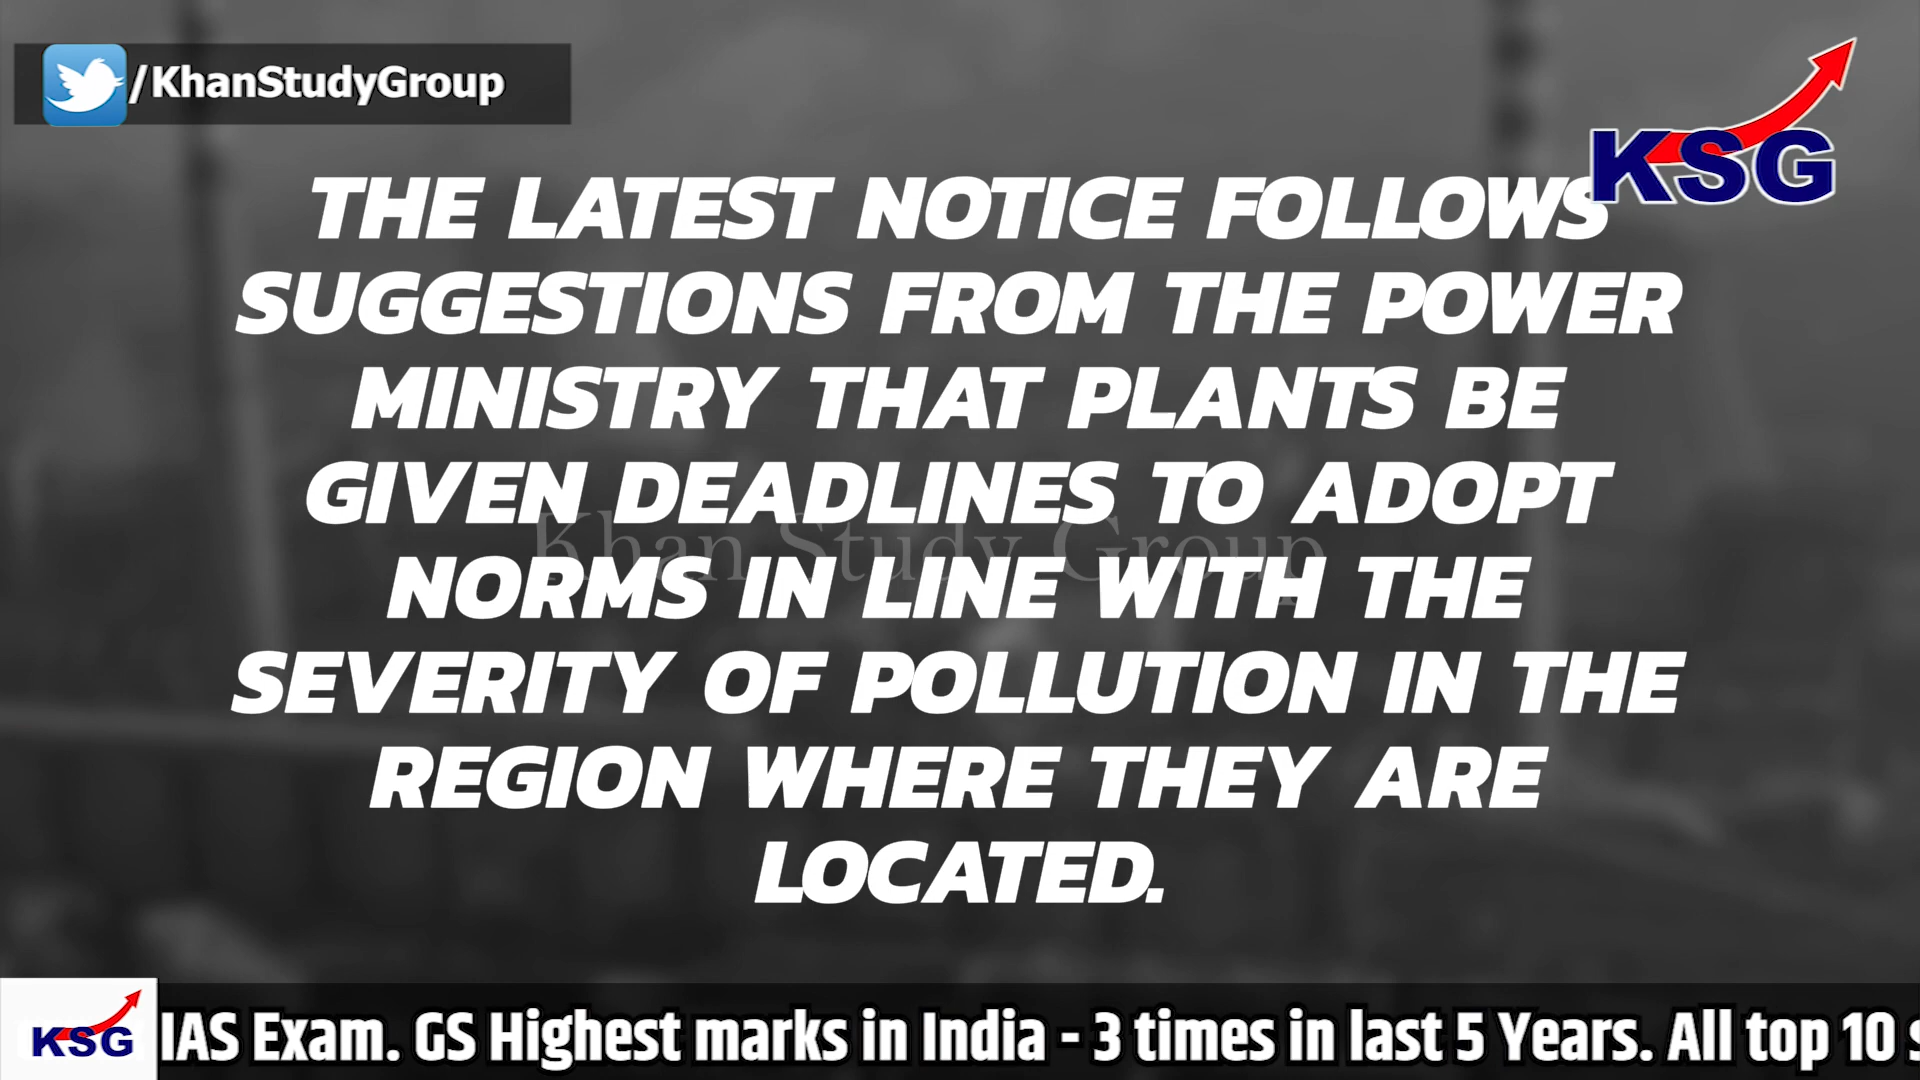 /KhanStudyGroup
KSG
THE LATEST NOTICE FOLLOWS
SUGGESTIONS FROM THE POWER
MINISTRY THAT PLANTS BE
GIVEN DEADLINES TO ADOPT
NORMS IN LINE WITH THE
SEVERITY OF POLLUTION IN THE
REGION WHERE THEY ARE
LOCATED.
Khan Study Group
KSG IAS Exam. GS Highest marks in India - 3 times in last 5 Years. All top 10 s